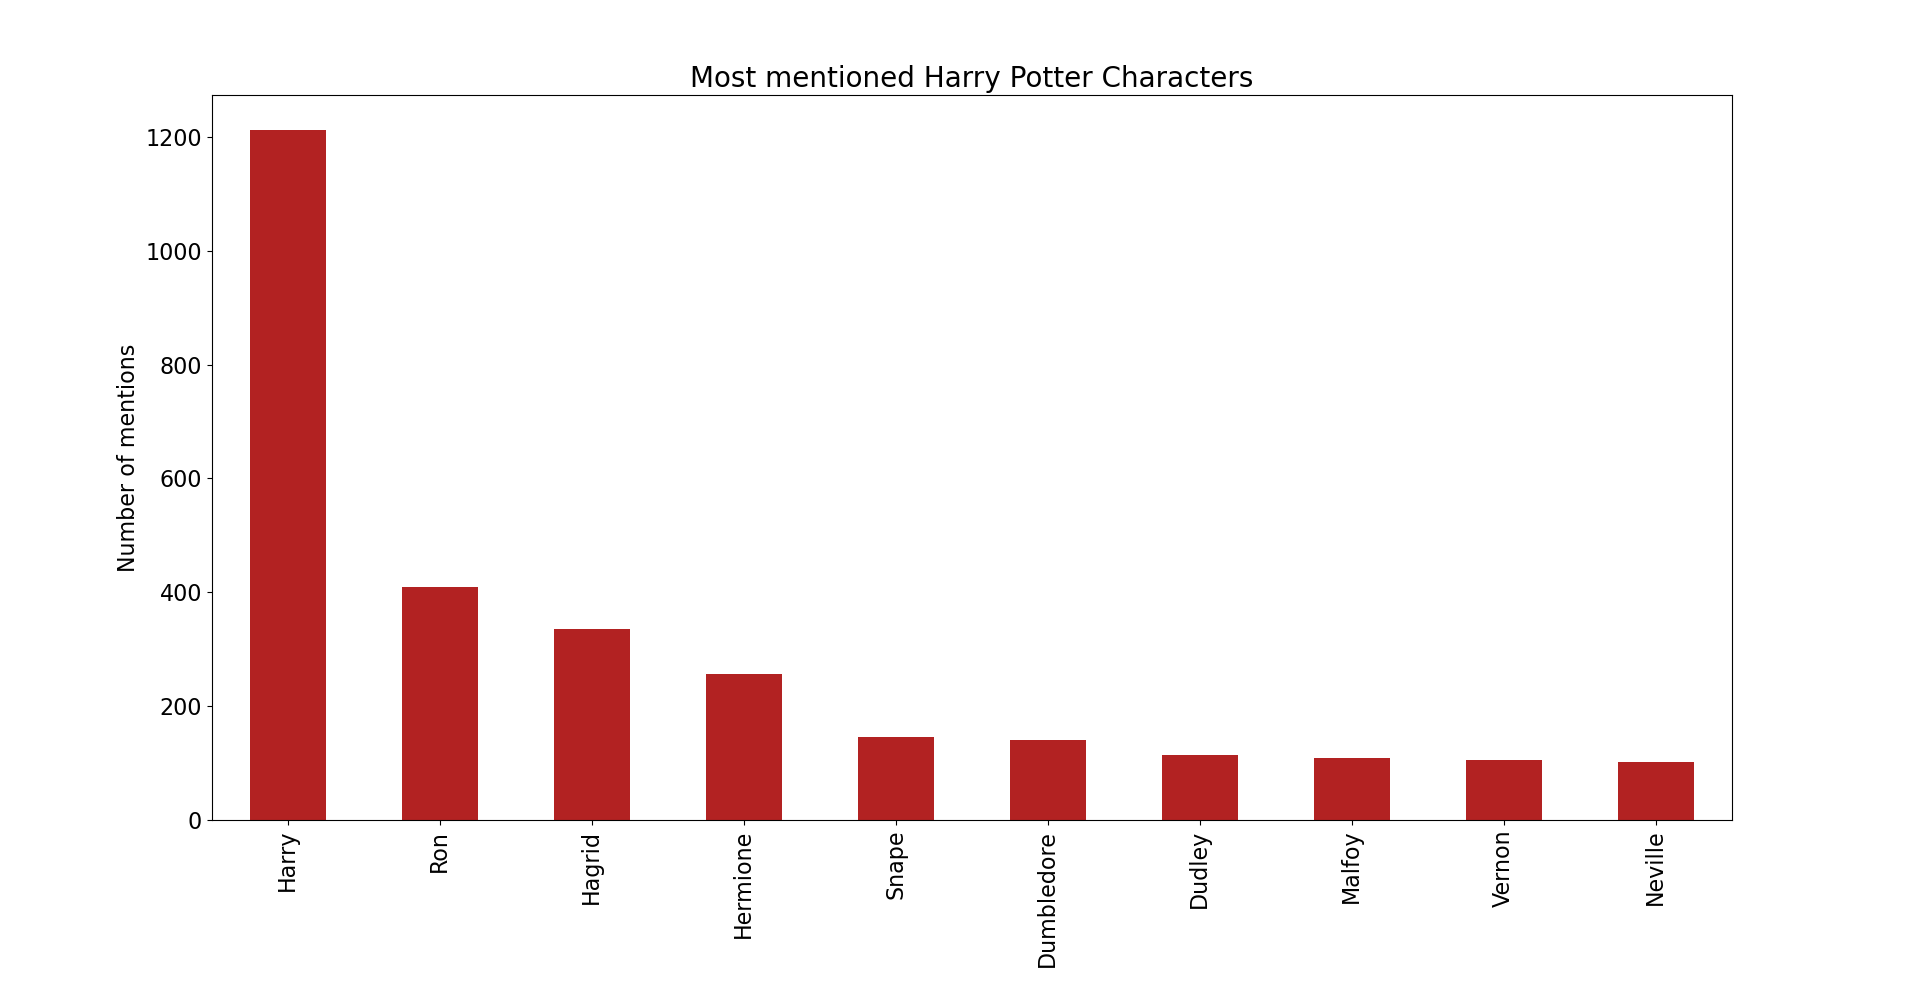 Most mentioned Harry Potter Characters
Number of mentions
1200
1000
800
600
400
200
0
Harry
Ron
Hagrid
Hermione
Snape
Dumbledore
Dudley
Malfoy
Vernon
Neville